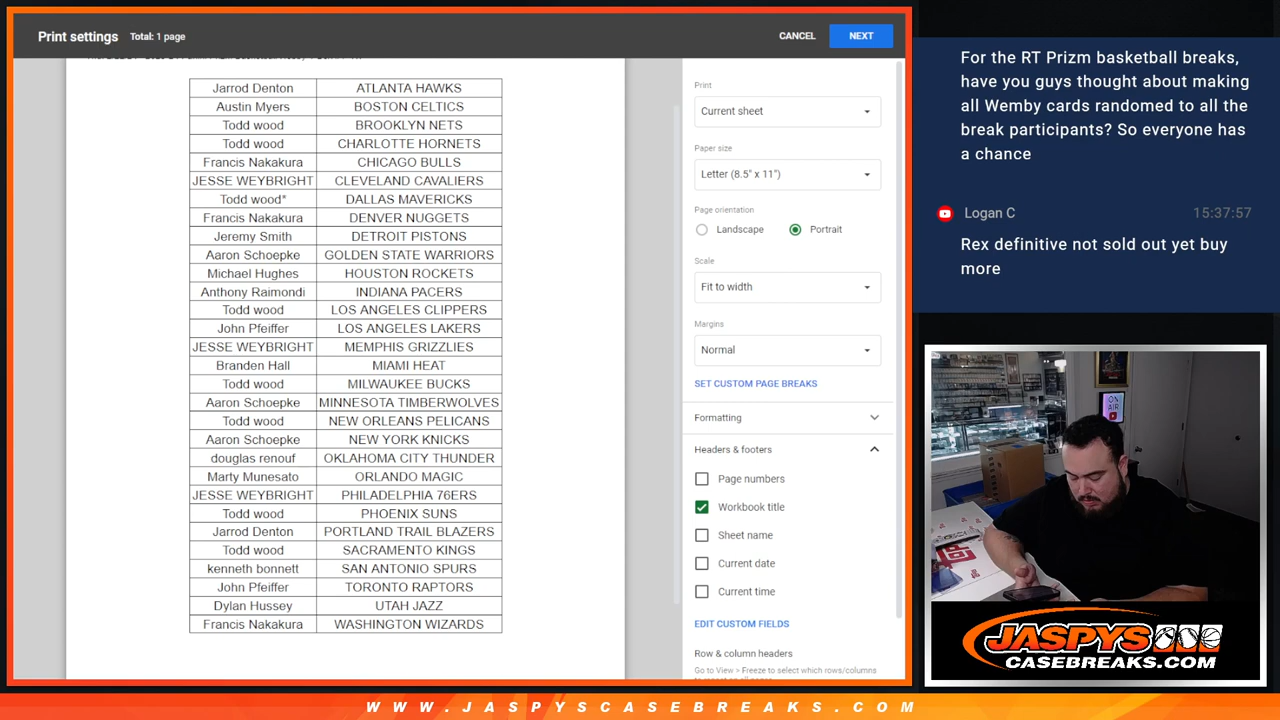 Print settings Total: 1 page
CANCEL NEXT
Jarrod Denton ATLANTA HAWKS
Austin Myers BOSTON CELTICS
Todd wood BROOKLYN NETS
Todd wood CHARLOTTE HORNETS
Francis Nakakura CHICAGO BULLS
JESSE WEYBRIGHT CLEVELAND CAVALIERS
Todd wood* DALLAS MAVERICKS
Francis Nakakura DENVER NUGGETS
Jeremy Smith DETROIT PISTONS
Aaron Schoepke GOLDEN STATE WARRIORS
Michael Hughes HOUSTON ROCKETS
Anthony Raimondi INDIANA PACERS
Todd wood LOS ANGELES CLIPPERS
John Pfeiffer LOS ANGELES LAKERS
JESSE WEYBRIGHT MEMPHIS GRIZZLIES
Branden Hall MIAMI HEAT
Todd wood MILWAUKEE BUCKS
Aaron Schoepke MINNESOTA TIMBERWOLVES
Todd wood NEW ORLEANS PELICANS
Aaron Schoepke NEW YORK KNICKS
douglas renouf OKLAHOMA CITY THUNDER
Marty Munesato ORLANDO MAGIC
JESSE WEYBRIGHT PHILADELPHIA 76ERS
Todd wood PHOENIX SUNS
Jarrod Denton PORTLAND TRAIL BLAZERS
Todd wood SACRAMENTO KINGS
kenneth bonnett SAN ANTONIO SPURS
John Pfeiffer TORONTO RAPTORS
Dylan Hussey UTAH JAZZ
Francis Nakakura WASHINGTON WIZARDS
Print
Current sheet
Paper size
Letter (8.5" x 11")
Page orientation
Landscape Portrait
Scale
Fit to width
Margins
Normal
SET CUSTOM PAGE BREAKS
Formatting
Headers & footers
Page numbers
Workbook title
Sheet name
Current date
Current time
EDIT CUSTOM FIELDS
Row & column headers
Go to View > Freeze to select which rows/columns
For the RT Prizm basketball breaks,
have you guys thought about making
all Wemby cards randomed to all the
break participants? So everyone has
a chance
Logan C 15:37:57
Rex definitive not sold out yet buy
more
ON
AIR
JASPYS
CASEBREAKS.COM
WWW.JASPYSCASEBREAKS.COM